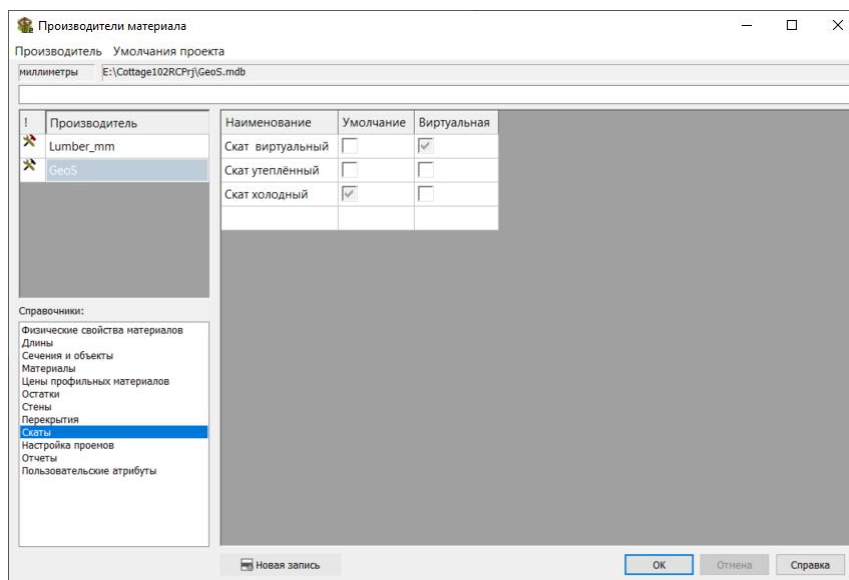 Производители материала
Производитель Умолчания проекта
миллиметры E:\Cottage102RCPrj\GeoS.mdb
! Производитель
Lumber_mm
GeoS
Наименование Умолчание Виртуальная
Скат виртуальный
Скат утеплённый
Скат холодный
Справочники:
Физические свойства материалов
Длины
Сечения и объекты
Материалы
Цены профильных материалов
Остатки
Стены
Перекрытия
Скаты
Настройка проемов
Отчеты
Пользовательские атрибуты
Новая запись ОК Отмена Справка